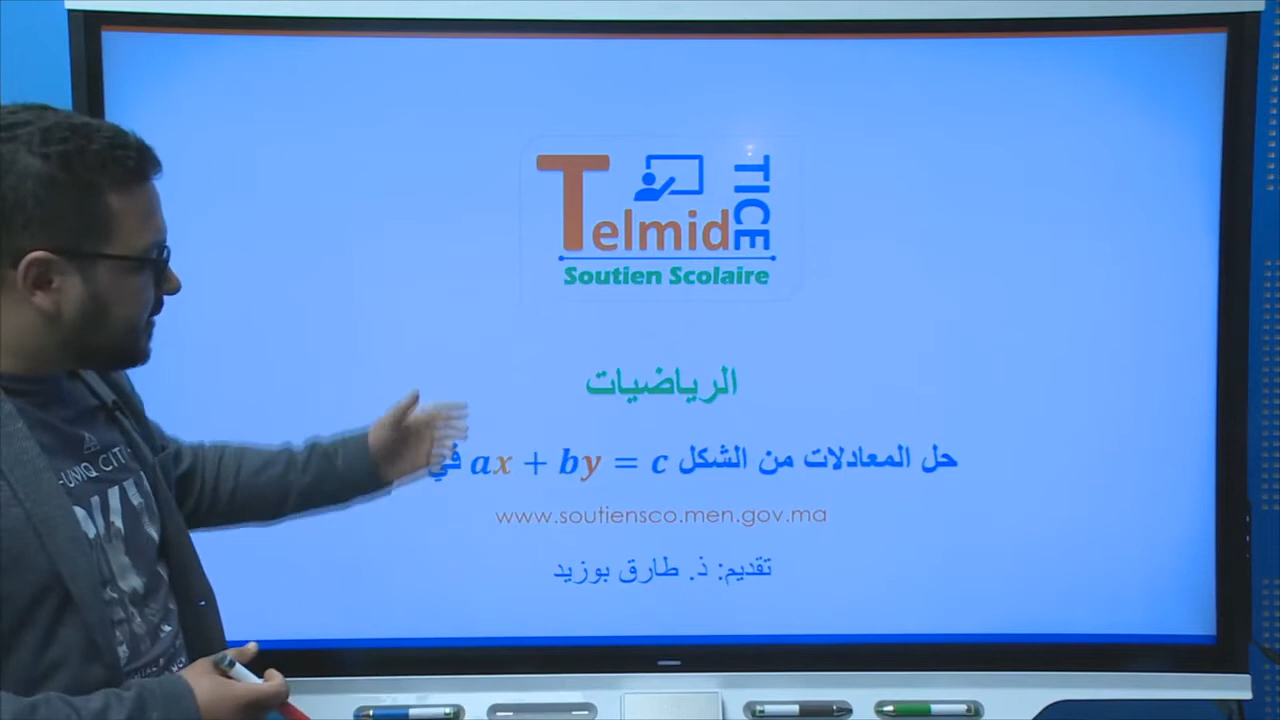 Telmid TICE
Soutien Scolaire
الرياضيات
حل المعادلات من الشكل ax + by = c في
www.soutiensco.men.gov.ma
تقديم: ذ. طارق بوزيد